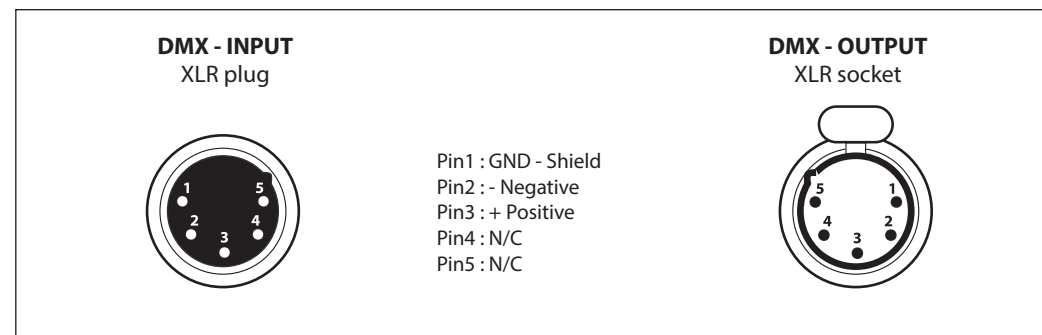 DMX - INPUT
XLR plug
1
5
2
4
3
Pin1 : GND - Shield
Pin2 : - Negative
Pin3 : + Positive
Pin4 : N/C
Pin5 : N/C
DMX - OUTPUT
XLR socket
5
1
4
2
3